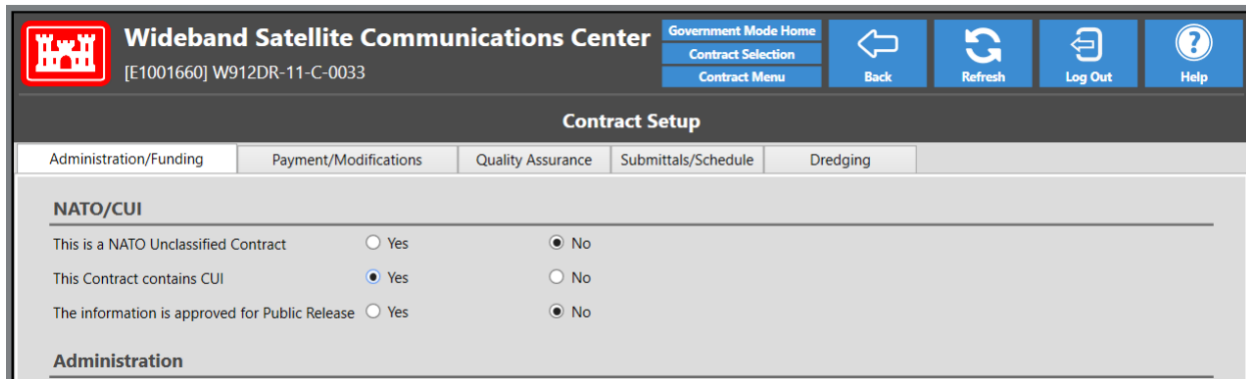 Wideband Satellite Communications Center
[E1001660] W912DR-11-C-0033
Government Mode Home
Contract Selection
Contract Menu
Back
Refresh
Log Out
Help
Contract Setup
Administration/Funding
Payment/Modifications
Quality Assurance
Submittals/Schedule
Dredging
NATO/CUI
This is a NATO Unclassified Contract Yes No
This Contract contains CUI Yes No
The information is approved for Public Release Yes No
Administration